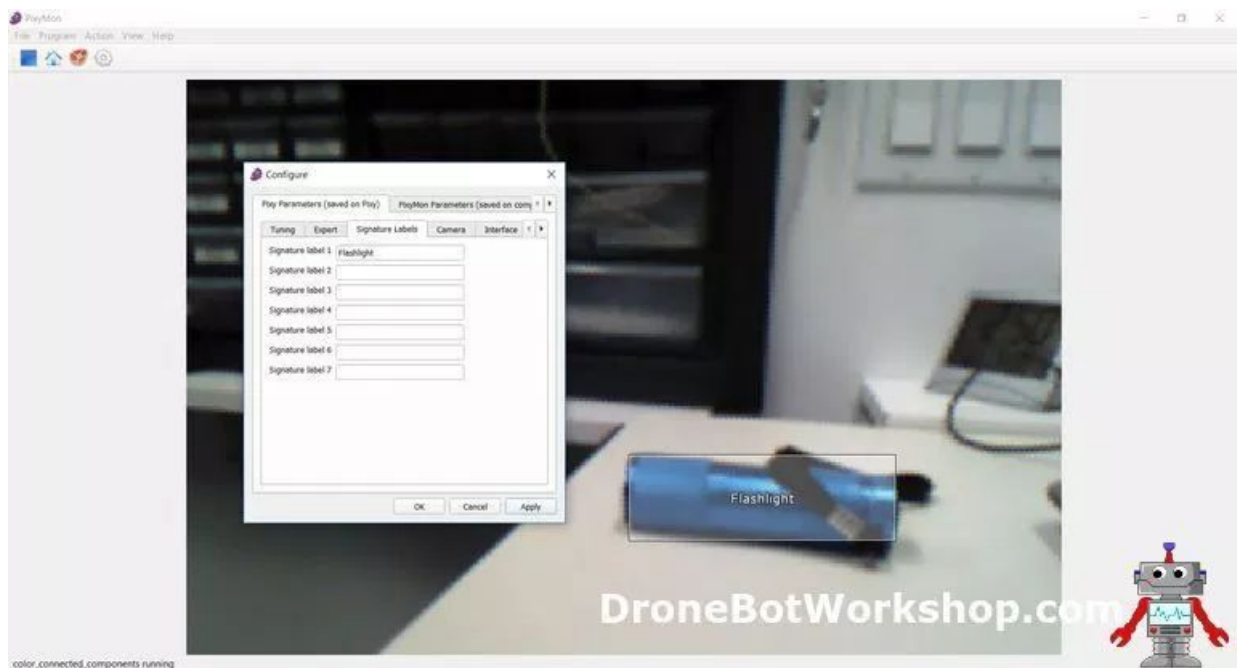 PixyMon
File Program Action View Help
Configure
Pixy Parameters (saved on Pixy) PixyMon Parameters (saved on com
Tuning Expert Signature Labels Camera Interface
Signature label 1 Flashlight
Signature label 2
Signature label 3
Signature label 4
Signature label 5
Signature label 6
Signature label 7
OK Cancel Apply
Flashlight
DroneBotWorkshop.com
color_connected_components running